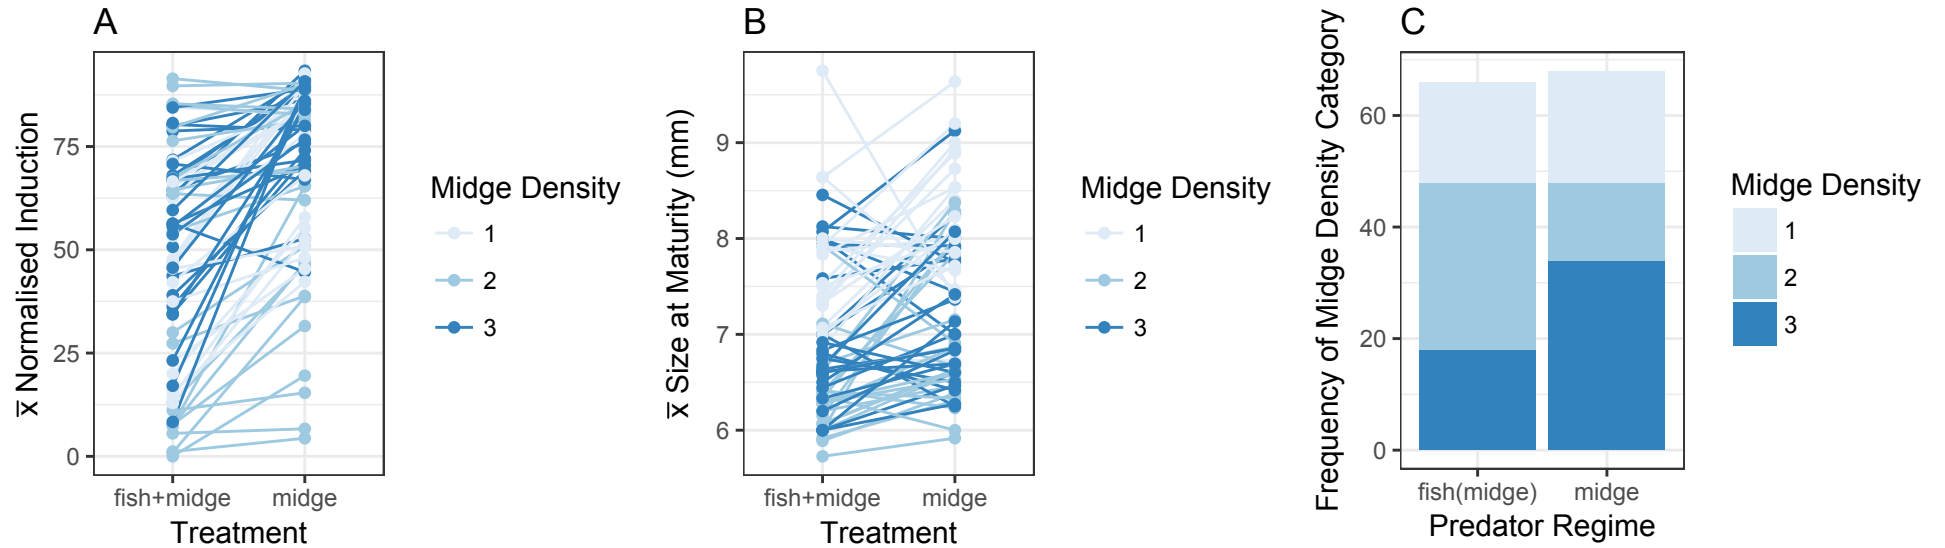 A
x̅ Normalised Induction
75
50
25
0
fish+midge
midge
Treatment
Midge Density
1
2
3
B
x̅ Size at Maturity (mm)
9
8
7
6
fish+midge
midge
Treatment
Midge Density
1
2
3
C
Frequency of Midge Density Category
60
40
20
0
fish(midge)
midge
Predator Regime
Midge Density
1
2
3